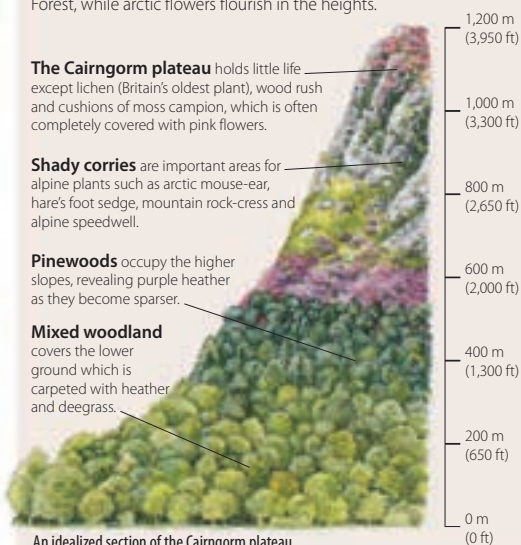 Forest, while arctic flowers flourish in the heights.
The Cairngorm plateau holds little life
except lichen (Britain’s oldest plant), wood rush
and cushions of moss campion, which is often
completely covered with pink flowers.
Shady corries are important areas for
alpine plants such as arctic mouse-ear,
hare’s foot sedge, mountain rock-cress and
alpine speedwell.
Pinewoods occupy the higher
slopes, revealing purple heather
as they become sparser.
Mixed woodland
covers the lower
ground which is
carpeted with heather
and deegrass.
An idealized section of the Cairngorm plateau
1,200 m
(3,950 ft)
1,000 m
(3,300 ft)
800 m
(2,650 ft)
600 m
(2,000 ft)
400 m
(1,300 ft)
200 m
(650 ft)
0 m
(0 ft)